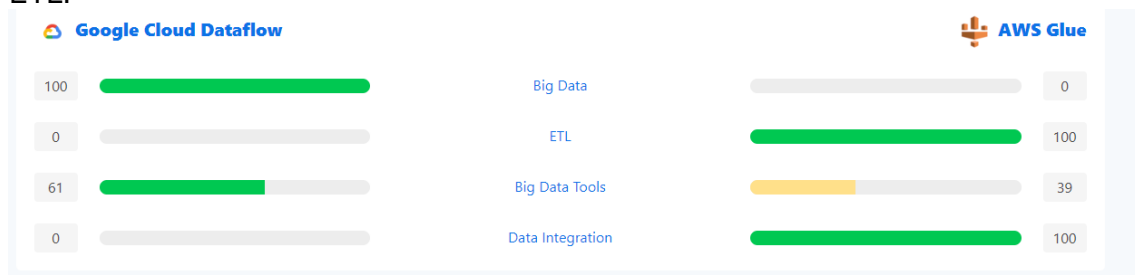 Google Cloud Dataflow AWS Glue
100 Big Data 0
0 ETL 100
61 Big Data Tools 39
0 Data Integration 100